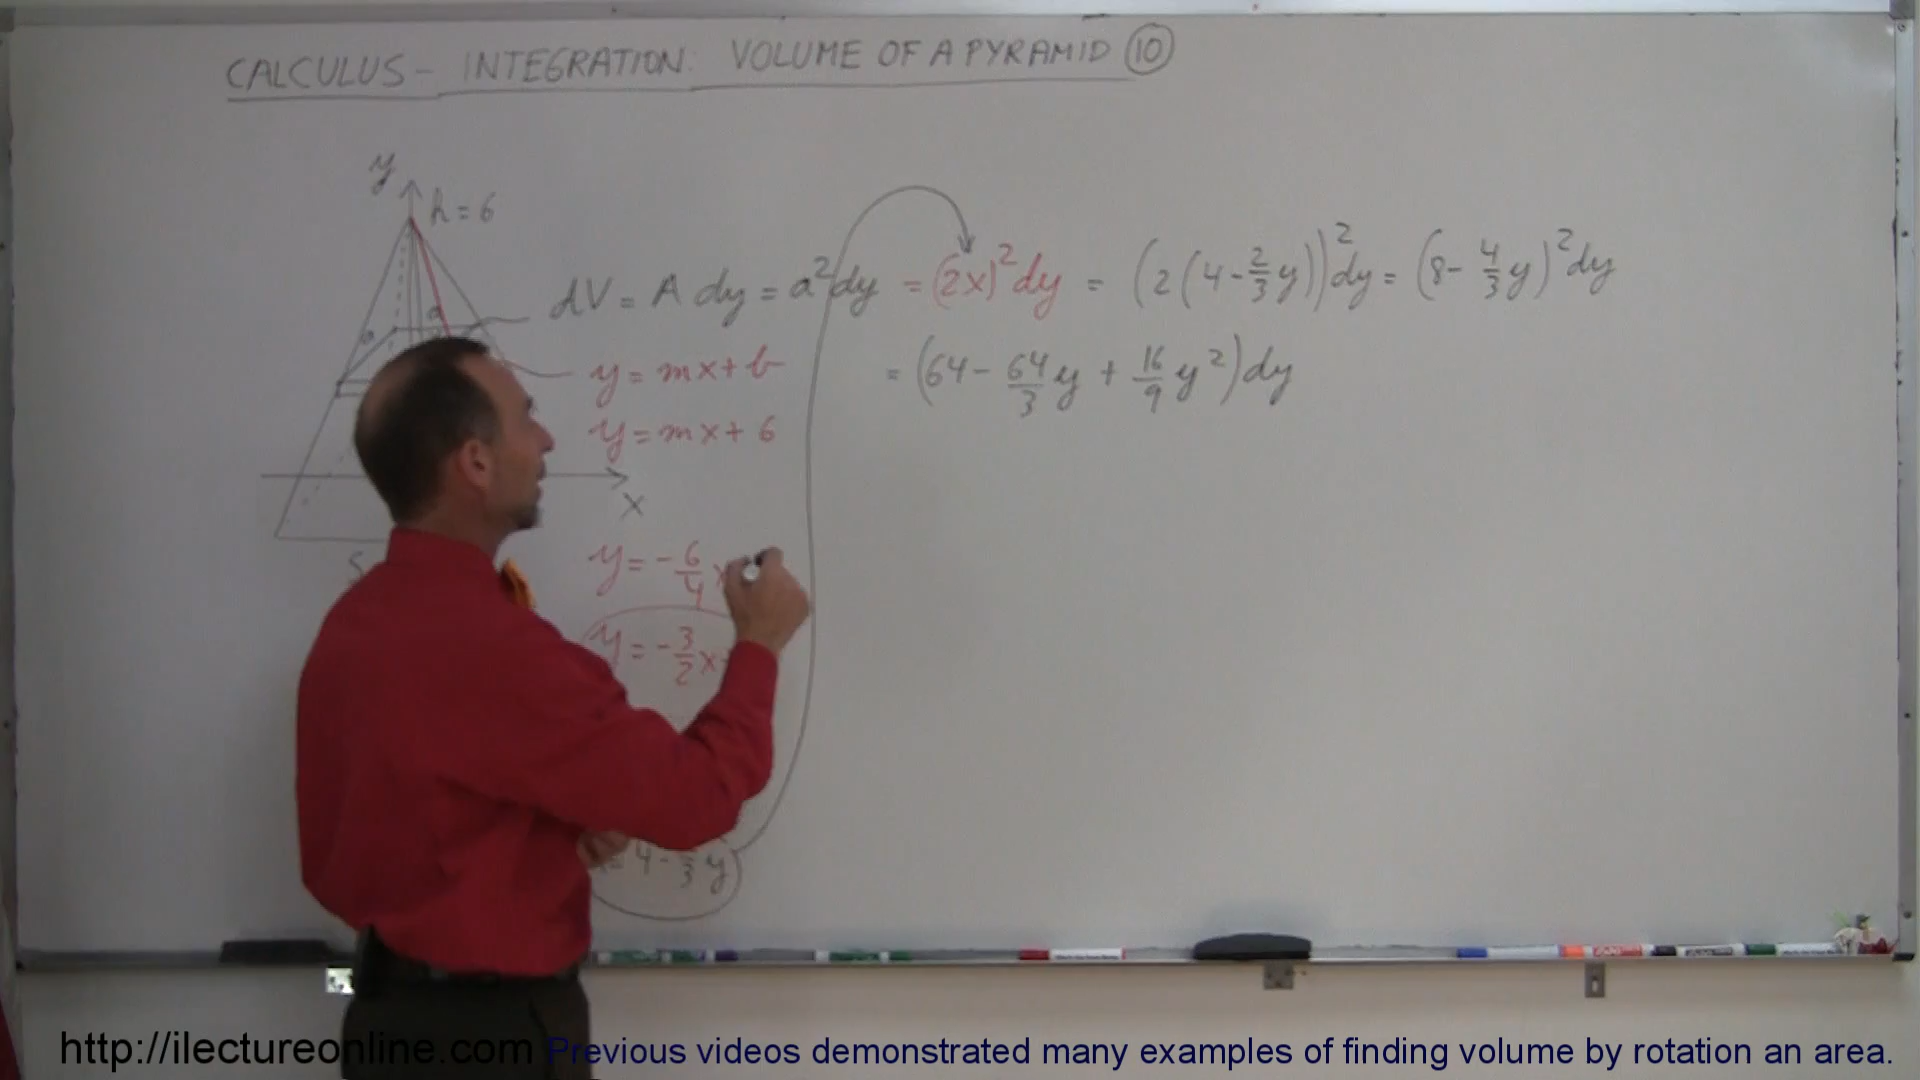 CALCULUS - INTEGRATION: VOLUME OF A PYRAMID 10
y
h = 6
a
a
dV = A dy = a² dy = (2x)² dy = (2(4 - 2/3 y))² dy = (8 - 4/3 y)² dy
= (64 - 64/3 y + 16/9 y²) dy
y = mx + b
y = mx + 6
x
y = - 6/4 x
y = - 3/2 x
= 4 - /3 y
http://ilectureonline.com Previous videos demonstrated many examples of finding volume by rotation an area.